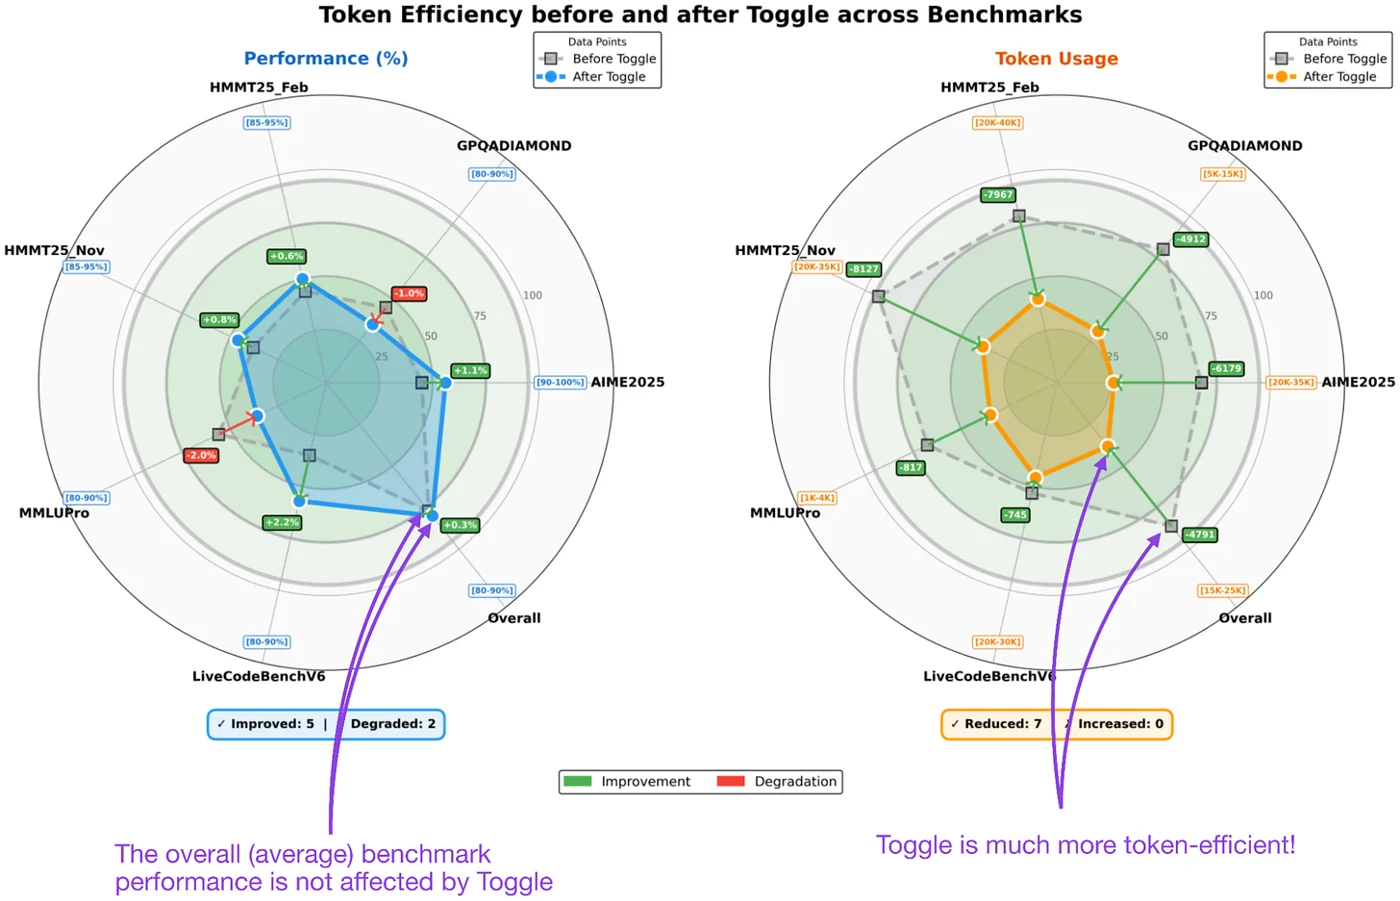 Token Efficiency before and after Toggle across Benchmarks
Performance (%)
Data Points
Before Toggle
After Toggle
HMMT25_Feb
[85-95%]
GPQADIAMOND
[80-90%]
HMMT25_Nov
[85-95%]
+0.6%
-1.0%
100
+0.8%
75
50
25
+1.1%
[90-100%]
AIME2025
-2.0%
[80-90%]
MMLUPro
+2.2%
+0.3%
[80-90%]
Overall
[80-90%]
LiveCodeBenchV6
✓ Improved: 5 | Degraded: 2
Token Usage
Data Points
Before Toggle
After Toggle
HMMT25_Feb
[20K-40K]
GPQADIAMOND
[5K-15K]
-7967
-4912
HMMT25_Nov
[20K-35K]
-8127
100
75
50
25
-6179
[20K-35K]
AIME2025
-817
[1K-4K]
MMLUPro
-745
-4791
[15K-25K]
Overall
[20K-30K]
LiveCodeBenchV6
✓ Reduced: 7 ✗ Increased: 0
Improvement
Degradation
The overall (average) benchmark
performance is not affected by Toggle
Toggle is much more token-efficient!